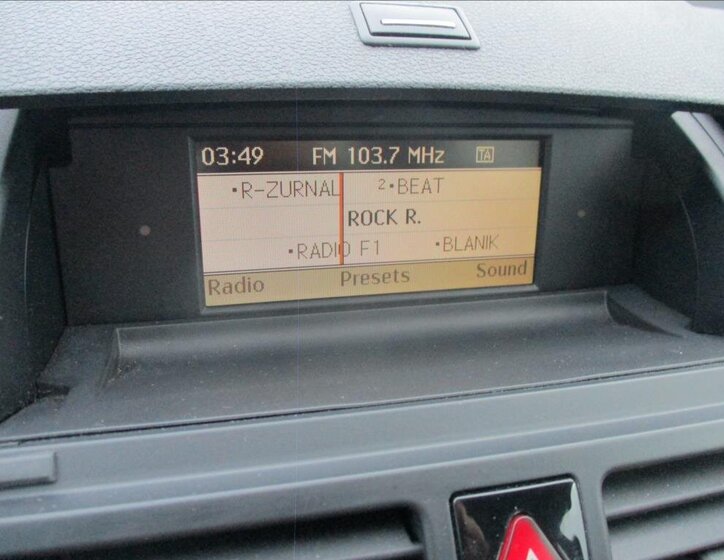 03:49 FM 103.7 MHz TA
•R-ZURNAL 2•BEAT
ROCK R.
•RADIO F1 •BLANIK
Radio Presets Sound